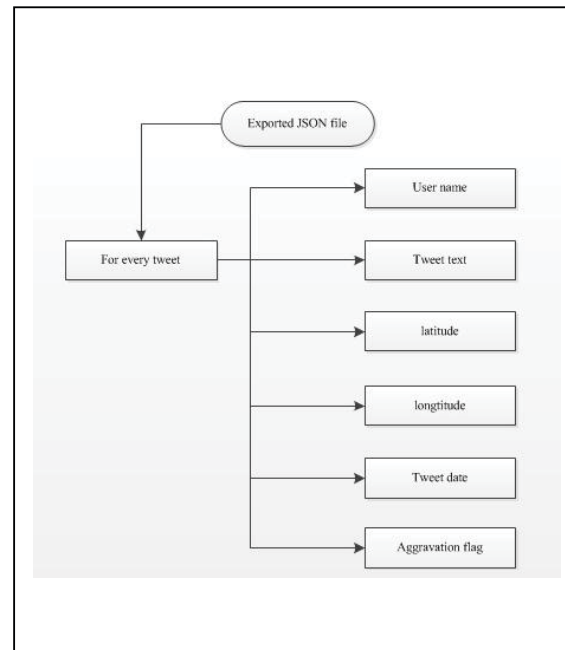 Exported JSON file
User name
For every tweet
Tweet text
latitude
longtitude
Tweet date
Aggravation flag